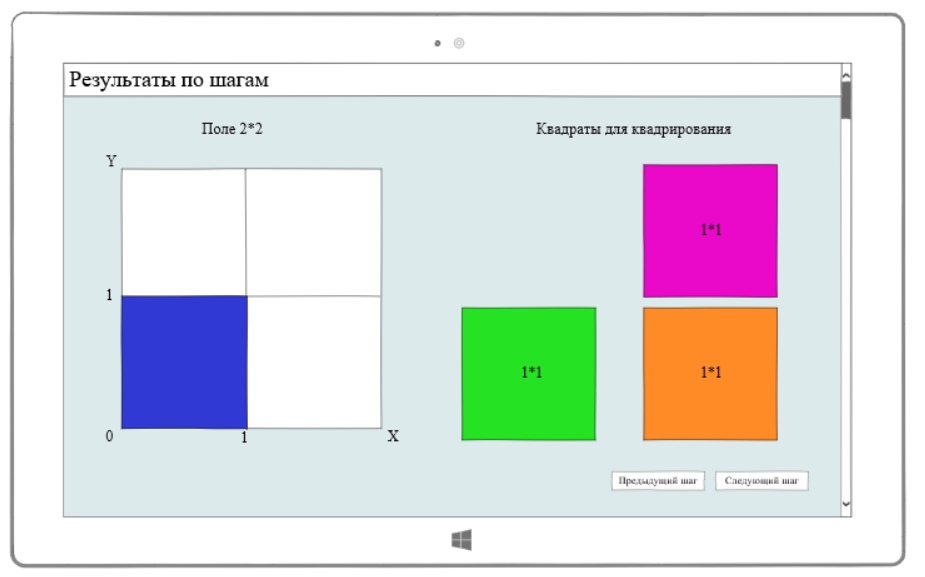 Результаты по шагам
Поле 2*2
Квадраты для квадрирования
Y
1*1
1
1*1
1*1
0
1
X
Предыдущий шаг
Следующий шаг